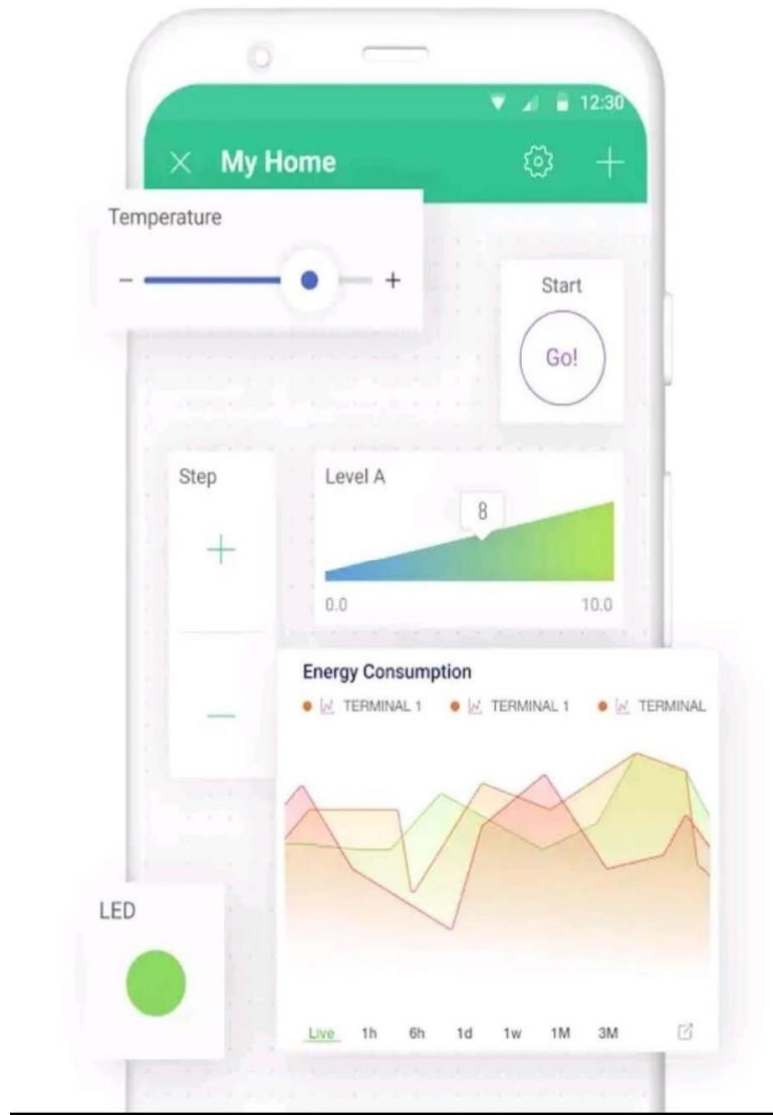 12:30
My Home
Temperature
- +
Start
Go!
Step
+
-
Level A
8
0.0 10.0
Energy Consumption
TERMINAL 1 TERMINAL 1 TERMINAL
LED
Live 1h 6h 1d 1w 1M 3M